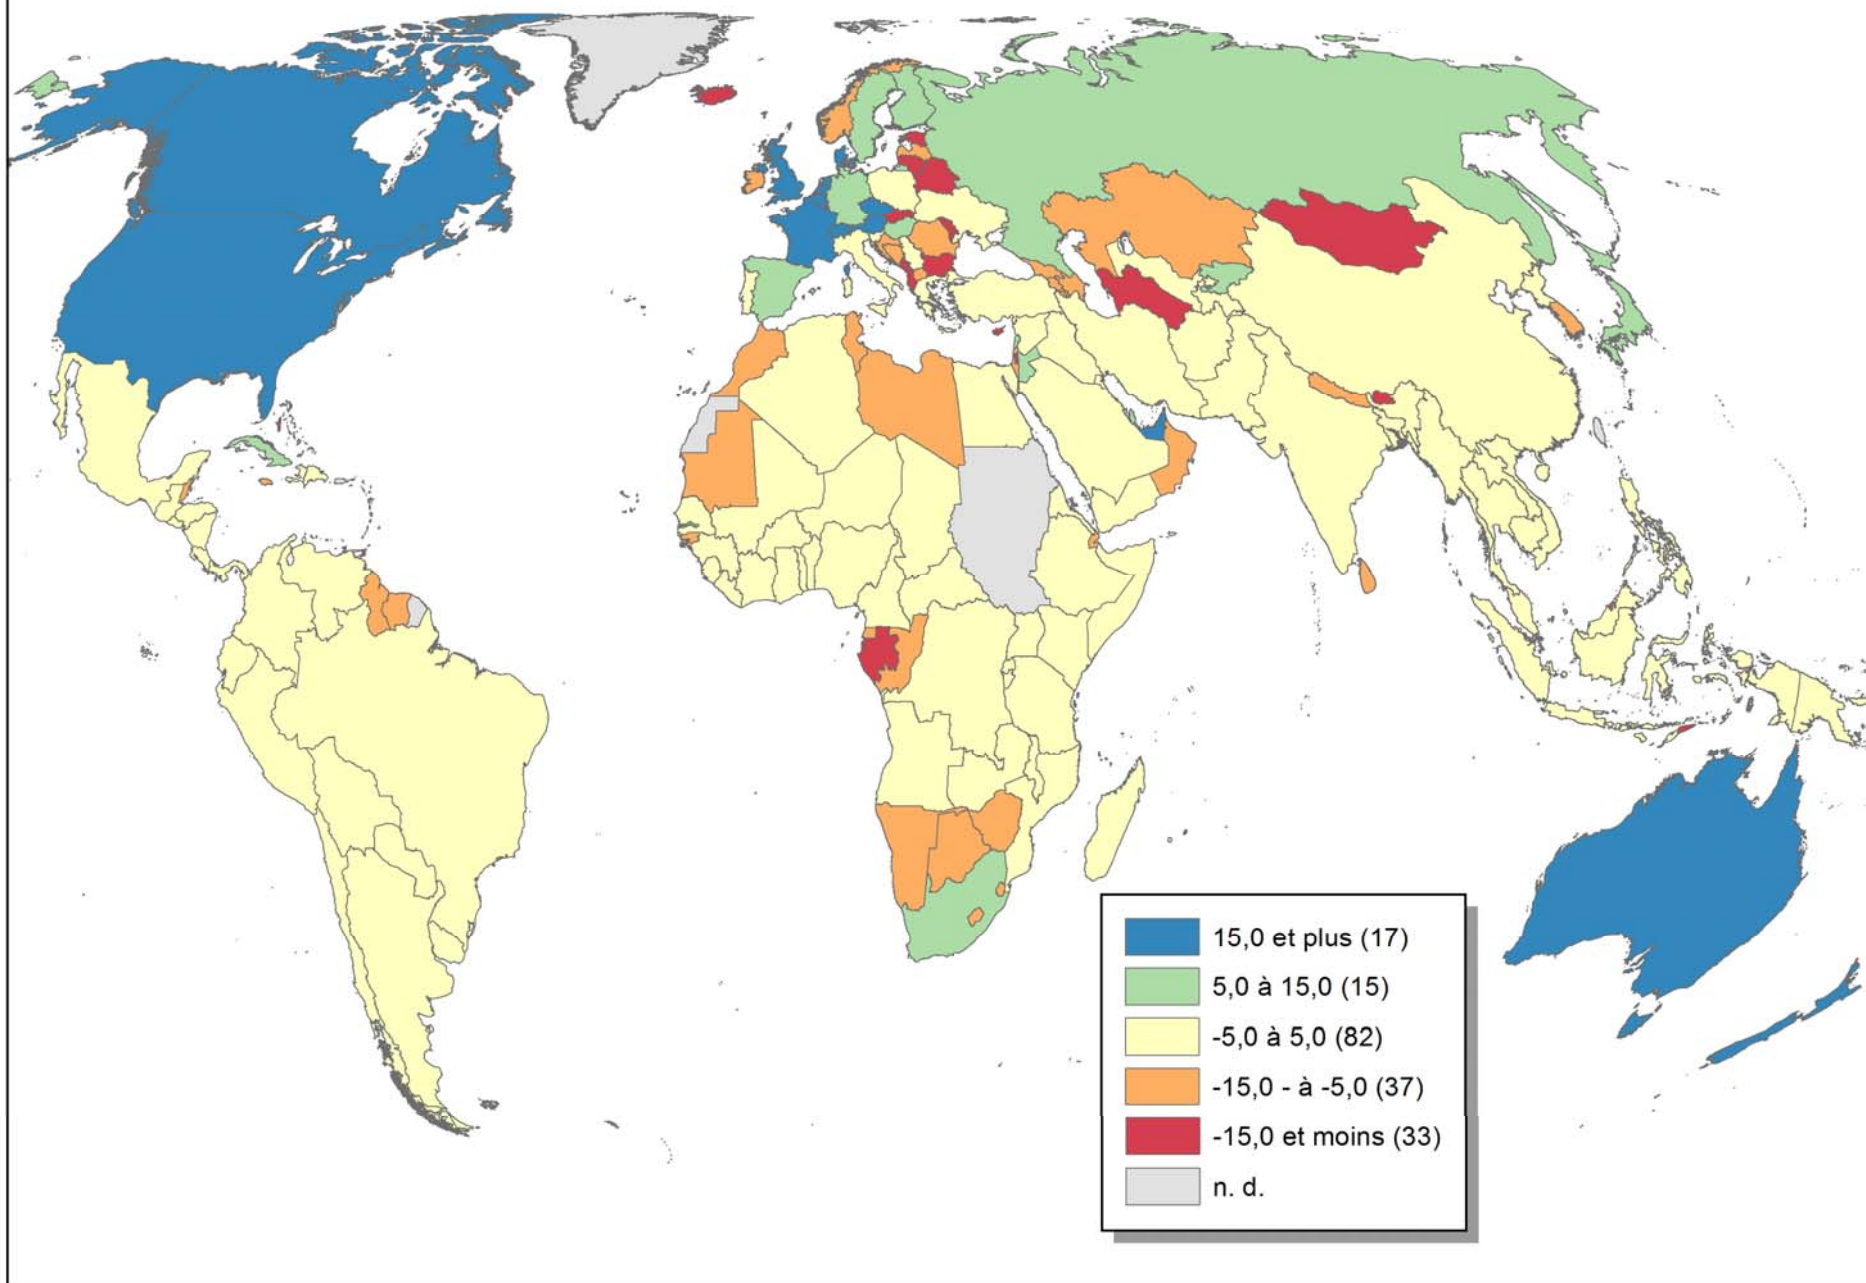 15,0 et plus (17)
5,0 à 15,0 (15)
-5,0 à 5,0 (82)
-15,0 - à -5,0 (37)
-15,0 et moins (33)
n. d.